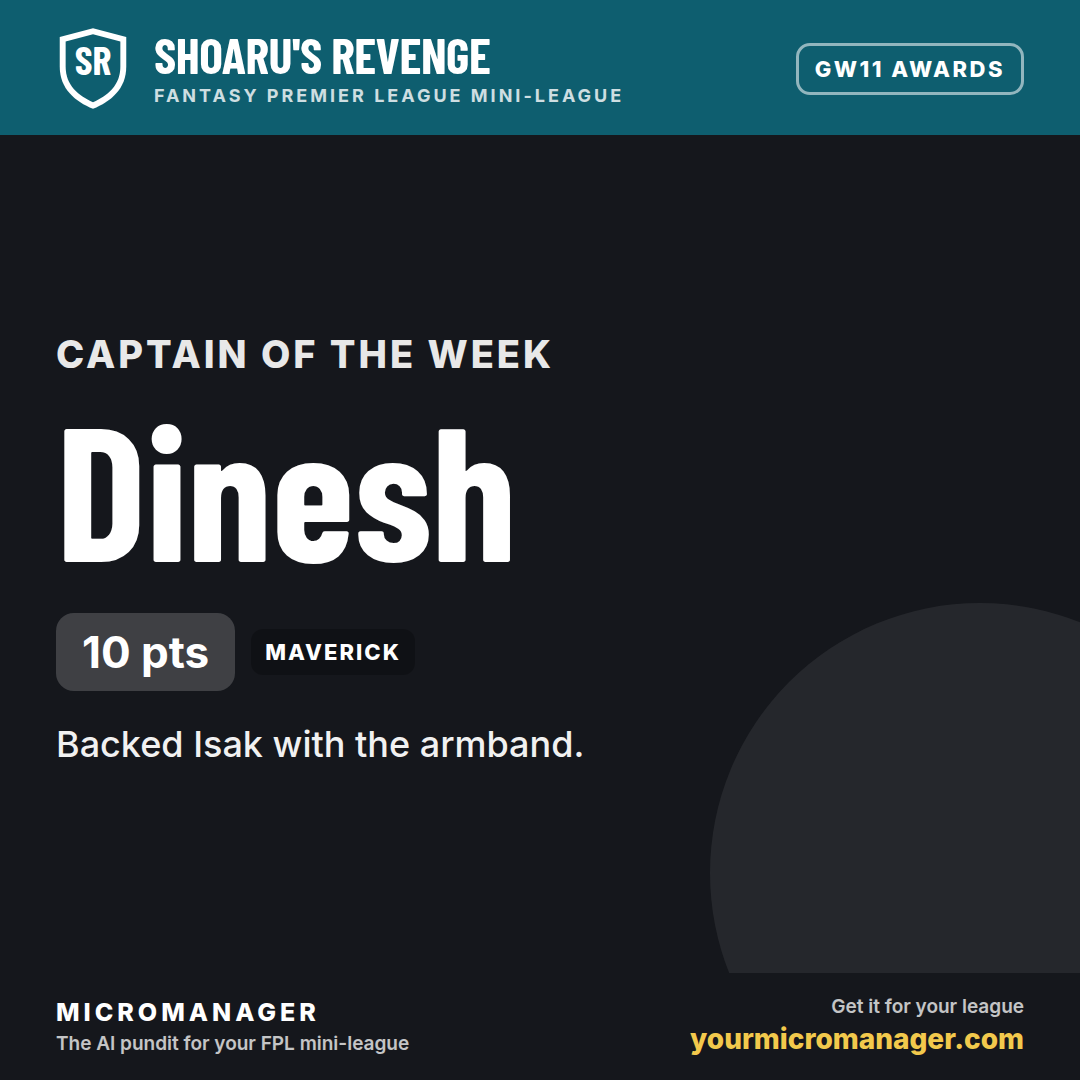 SR
SHOARU'S REVENGE
FANTASY PREMIER LEAGUE MINI-LEAGUE
GW11 AWARDS
CAPTAIN OF THE WEEK
Dinesh
10 pts
MAVERICK
Backed Isak with the armband.
MICROMANAGER
The AI pundit for your FPL mini-league
Get it for your league
yourmicromanager.com